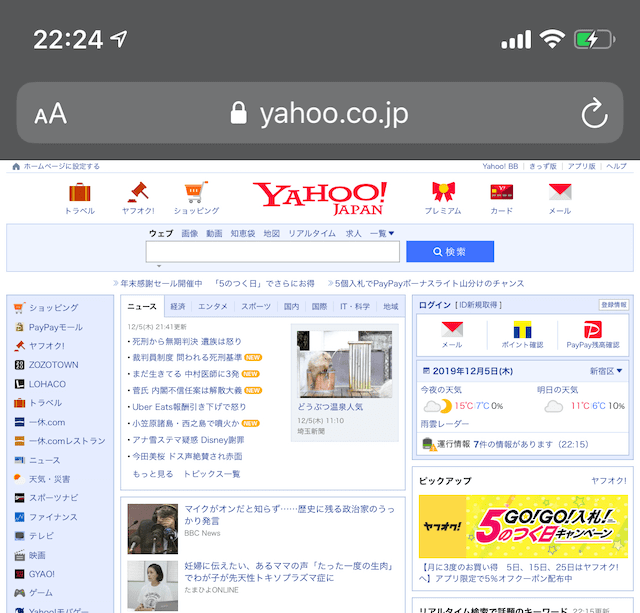 22:24
AA
yahoo.co.jp
ホームページに設定する
Yahoo! BB
きっず版
アプリ版
ヘルプ
トラベル
ヤフオク!
ショッピング
YAHOO!
JAPAN
プレミアム
カード
メール
ウェブ 画像 動画 知恵袋 地図 リアルタイム 求人 一覧▼
検索
年末感謝セール開催中 「5のつく日」でさらにお得
5個入札でPayPayボーナスライト山分けのチャンス
ショッピング
PayPayモール
ヤフオク!
ZOZOTOWN
LOHACO
トラベル
一休.com
一休.comレストラン
ニュース
天気・災害
スポーツナビ
ファイナンス
テレビ
映画
GYAO!
ゲーム
Yahoo!モバゲー
ニュース 経済 エンタメ スポーツ 国内 国際 IT・科学 地域
12/5(木) 21:41更新
死刑から無期判決 遺族は怒り
裁判員制度 問われる死刑基準 NEW
まだ生きてる 中村医師に3発 NEW
菅氏 内閣不信任案は解散大義 NEW
Uber Eats報酬引き下げで怒り
小笠原諸島・西之島で噴火か NEW
アナ雪ステマ疑惑 Disney謝罪
今田美桜 ドス声絶賛され赤面
もっと見る トピックス一覧
どうぶつ温泉人気
12/5(木) 11:10
埼玉新聞
マイクがオンだと知らず……歴史に残る政治家のうっ
かり発言
BBC News
妊婦に伝えたい、あるママの声「たった一度の生肉」
でわが子が先天性トキソプラズマ症に
たまひよONLINE
ログイン [ ID新規取得 ]
登録情報
メール
ポイント確認
PayPay残高確認
2019年12月5日(木)
新宿区▼
今夜の天気
15℃ 7℃ 0%
明日の天気
11℃ 6℃ 10%
雨雲レーダー
運行情報 7件の情報があります (22:15)
ピックアップ
ヤフオク!
ヤフオク!
GO!GO!入札!
5のつく日
キャンペーン
【月に3度のお買い得 5日、15日、25日はヤフオク!
へ】アプリ限定で5%オフクーポン配布中
リアルタイム検索で話題のキーワード 22:15更新